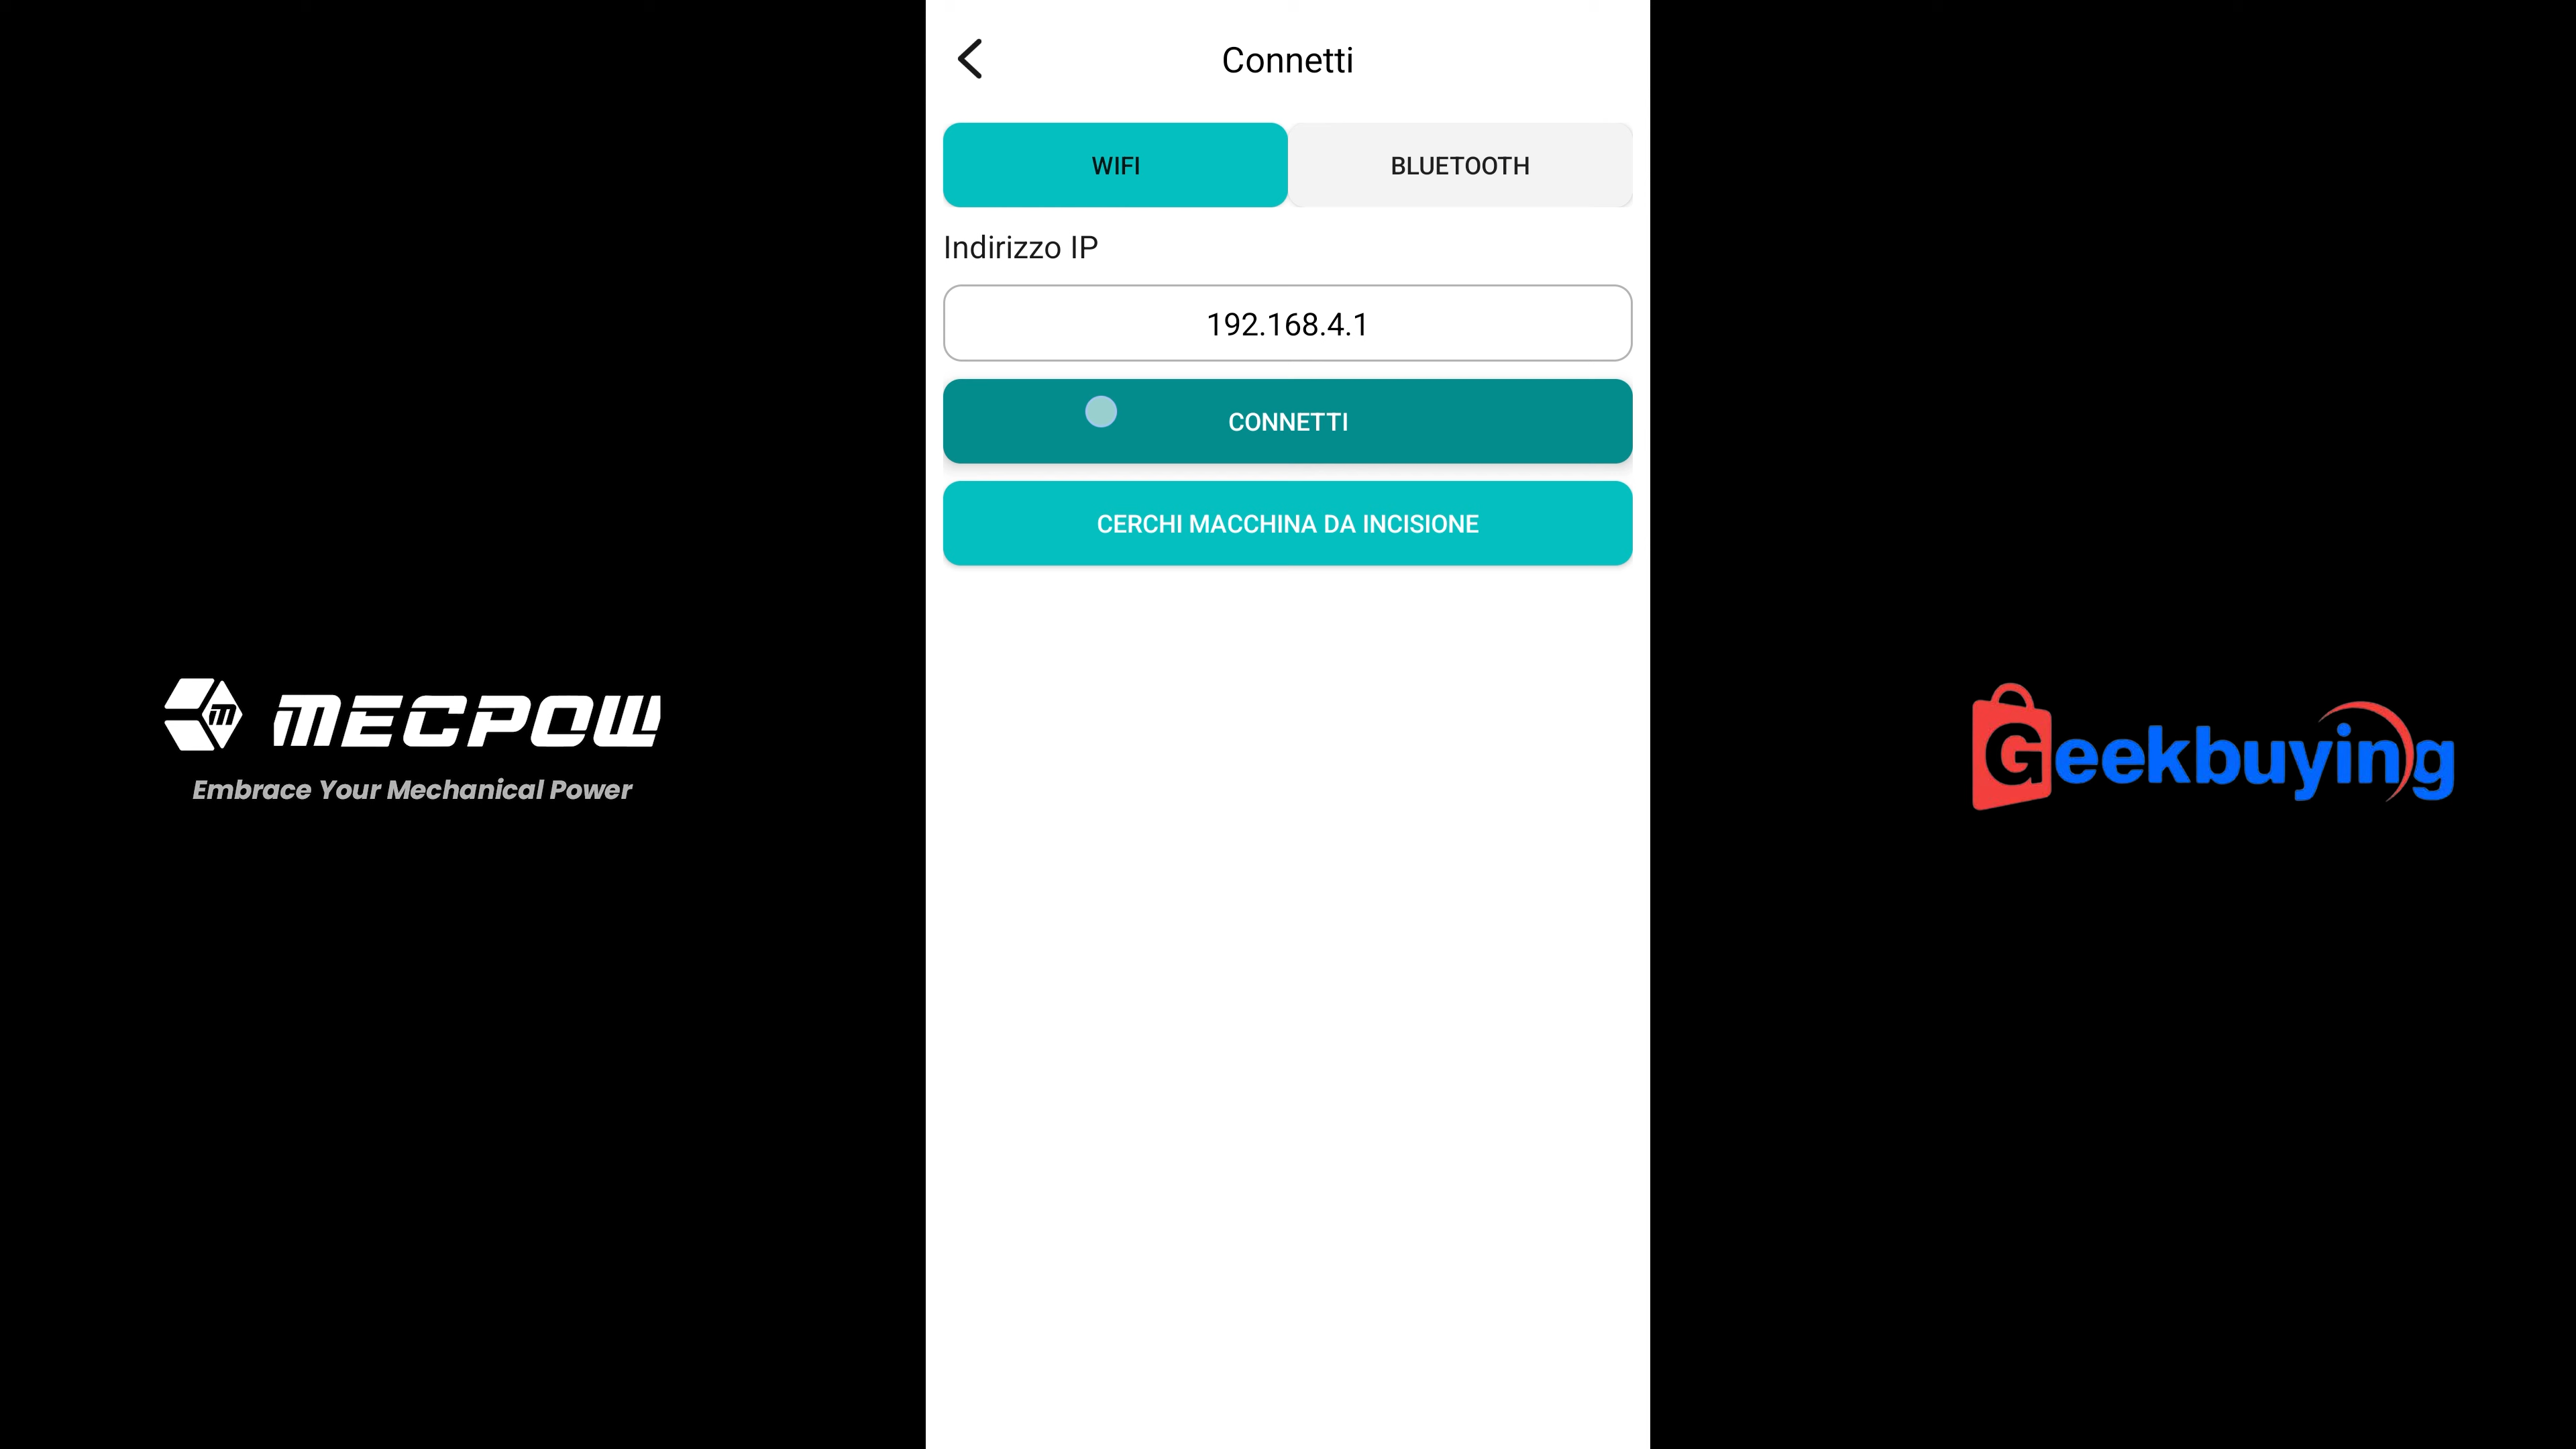 Connetti
WIFI
BLUETOOTH
Indirizzo IP
192.168.4.1
CONNETTI
CERCHI MACCHINA DA INCISIONE
m MECPOW
Embrace Your Mechanical Power
Geekbuying